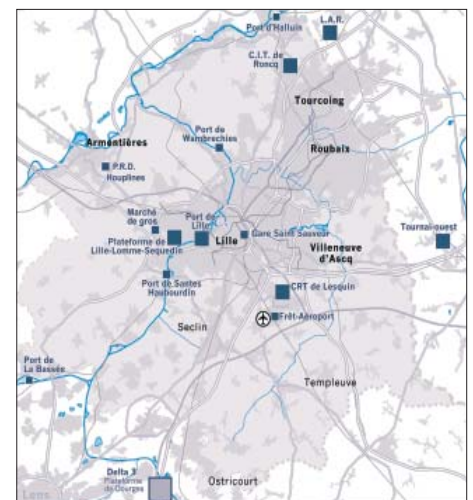 L.A.R.
Port d'Halluin
C.I.T. de
Roncq
Tourcoing
Armentières
Port de
Wambrechies
Roubaix
P.R.D.
Houplines
Marché
de gros
Port de
Lille
Plateforme de
Lille-Lomme-Sequedin
Lille
Gare Saint Sauveur
Tournai-ouest
Villeneuve
d'Ascq
Port de Santes
Haubourdin
CRT de Lesquin
Frêt-Aéroport
Seclin
Port de
La Bassée
Templeuve
Delta 3
Plateforme
de Dourges
Lens
Ostricourt